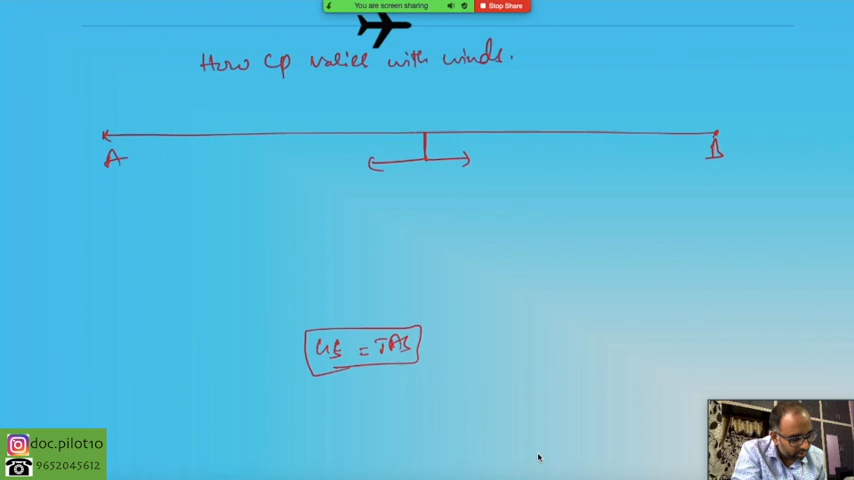 You are screen sharing
Stop Share
How CP varies with winds.
A
B
GS = TAS
doc.pilot10
9652045612